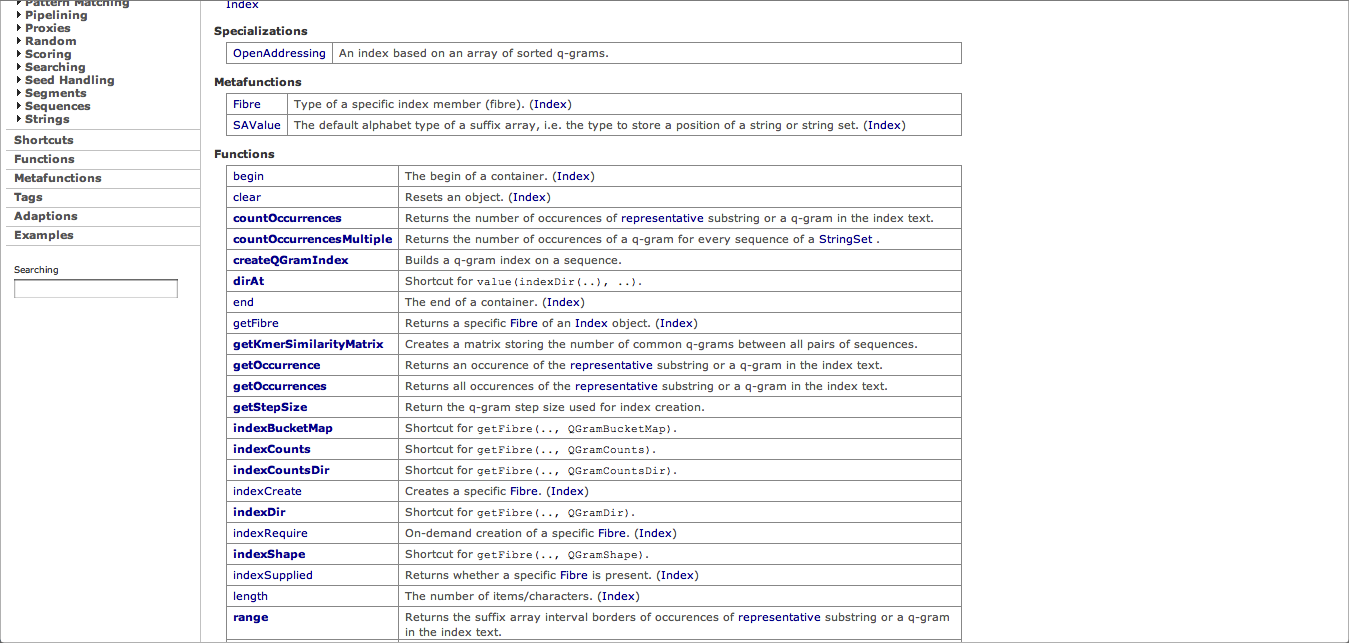 Pattern Matching
Pipelining
Proxies
Random
Scoring
Searching
Seed Handling
Segments
Sequences
Strings
Shortcuts
Functions
Metafunctions
Tags
Adaptions
Examples
Searching
Index
Specializations
OpenAddressing An index based on an array of sorted q-grams.
Metafunctions
Fibre Type of a specific index member (fibre). (Index)
SAValue The default alphabet type of a suffix array, i.e. the type to store a position of a string or string set. (Index)
Functions
begin The begin of a container. (Index)
clear Resets an object. (Index)
countOccurrences Returns the number of occurences of representative substring or a q-gram in the index text.
countOccurrencesMultiple Returns the number of occurences of a q-gram for every sequence of a StringSet .
createQGramIndex Builds a q-gram index on a sequence.
dirAt Shortcut for value(indexDir(..), ..).
end The end of a container. (Index)
getFibre Returns a specific Fibre of an Index object. (Index)
getKmerSimilarityMatrix Creates a matrix storing the number of common q-grams between all pairs of sequences.
getOccurrence Returns an occurence of the representative substring or a q-gram in the index text.
getOccurrences Returns all occurences of the representative substring or a q-gram in the index text.
getStepSize Return the q-gram step size used for index creation.
indexBucketMap Shortcut for getFibre(.., QGramBucketMap).
indexCounts Shortcut for getFibre(.., QGramCounts).
indexCountsDir Shortcut for getFibre(.., QGramCountsDir).
indexCreate Creates a specific Fibre. (Index)
indexDir Shortcut for getFibre(.., QGramDir).
indexRequire On-demand creation of a specific Fibre. (Index)
indexShape Shortcut for getFibre(.., QGramShape).
indexSupplied Returns whether a specific Fibre is present. (Index)
length The number of items/characters. (Index)
range Returns the suffix array interval borders of occurences of representative substring or a q-gram
in the index text.